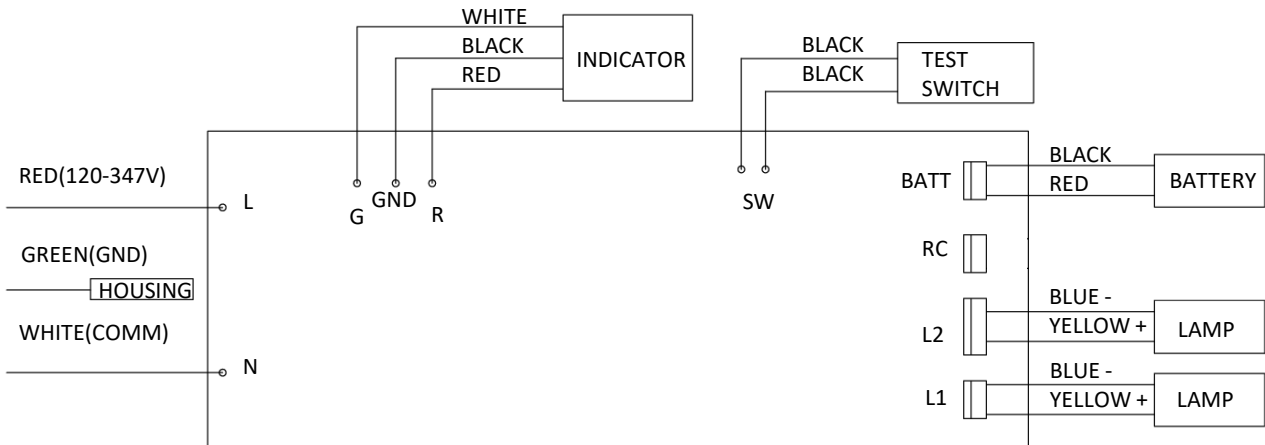 WHITE
BLACK
RED
INDICATOR
BLACK
BLACK
TEST
SWITCH
RED(120-347V)
L
GREEN(GND)
HOUSING
WHITE(COMM)
N
G
GND
R
SW
BATT
BLACK
RED
BATTERY
RC
L2
BLUE -
YELLOW +
LAMP
L1
BLUE -
YELLOW +
LAMP